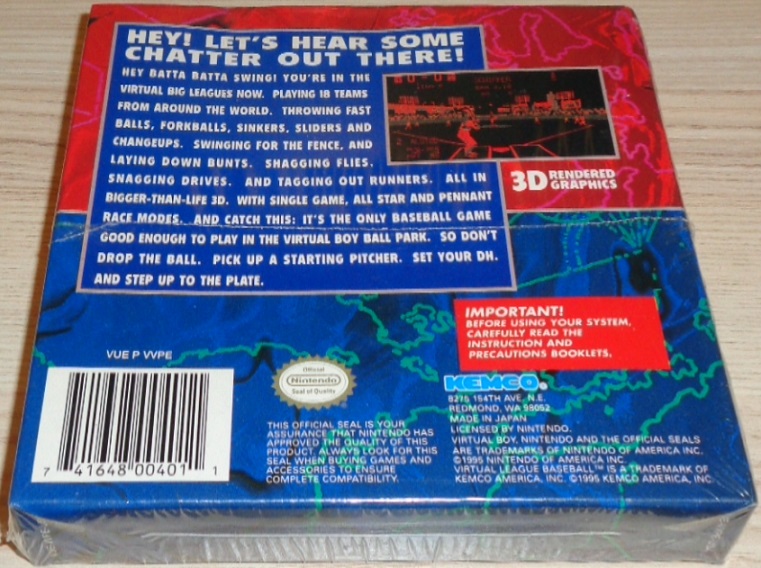 HEY! LET'S HEAR SOME
CHATTER OUT THERE!
HEY BATTA BATTA SWING! YOU'RE IN THE
VIRTUAL BIG LEAGUES NOW. PLAYING 18 TEAMS
FROM AROUND THE WORLD. THROWING FAST
BALLS, FORKBALLS, SINKERS, SLIDERS AND
CHANGEUPS. SWINGING FOR THE FENCE, AND
LAYING DOWN BUNTS. SHAGGING FLIES.
SNAGGING DRIVES. AND TAGGING OUT RUNNERS. ALL IN
BIGGER-THAN-LIFE 3D. WITH SINGLE GAME, ALL STAR AND PENNANT
RACE MODES. AND CATCH THIS: IT'S THE ONLY BASEBALL GAME
GOOD ENOUGH TO PLAY IN THE VIRTUAL BOY BALL PARK. SO DON'T
DROP THE BALL. PICK UP A STARTING PITCHER. SET YOUR DH.
AND STEP UP TO THE PLATE.
3D RENDERED
GRAPHICS
IMPORTANT!
BEFORE USING YOUR SYSTEM,
CAREFULLY READ THE
INSTRUCTION AND
PRECAUTIONS BOOKLETS.
VUE P VVPE
7 41648 00401 1
Official
Nintendo
Seal of Quality
THIS OFFICIAL SEAL IS YOUR
ASSURANCE THAT NINTENDO HAS
APPROVED THE QUALITY OF THIS
PRODUCT. ALWAYS LOOK FOR THIS
SEAL WHEN BUYING GAMES AND
ACCESSORIES TO ENSURE
COMPLETE COMPATIBILITY.
KEMCO.
8275 154TH AVE. N.E.
REDMOND, WA 98052
MADE IN JAPAN
LICENSED BY NINTENDO.
VIRTUAL BOY, NINTENDO AND THE OFFICIAL SEALS
ARE TRADEMARKS OF NINTENDO OF AMERICA INC.
©1995 NINTENDO OF AMERICA INC.
VIRTUAL LEAGUE BASEBALL™ IS A TRADEMARK OF
KEMCO AMERICA, INC. ©1995 KEMCO AMERICA, INC.